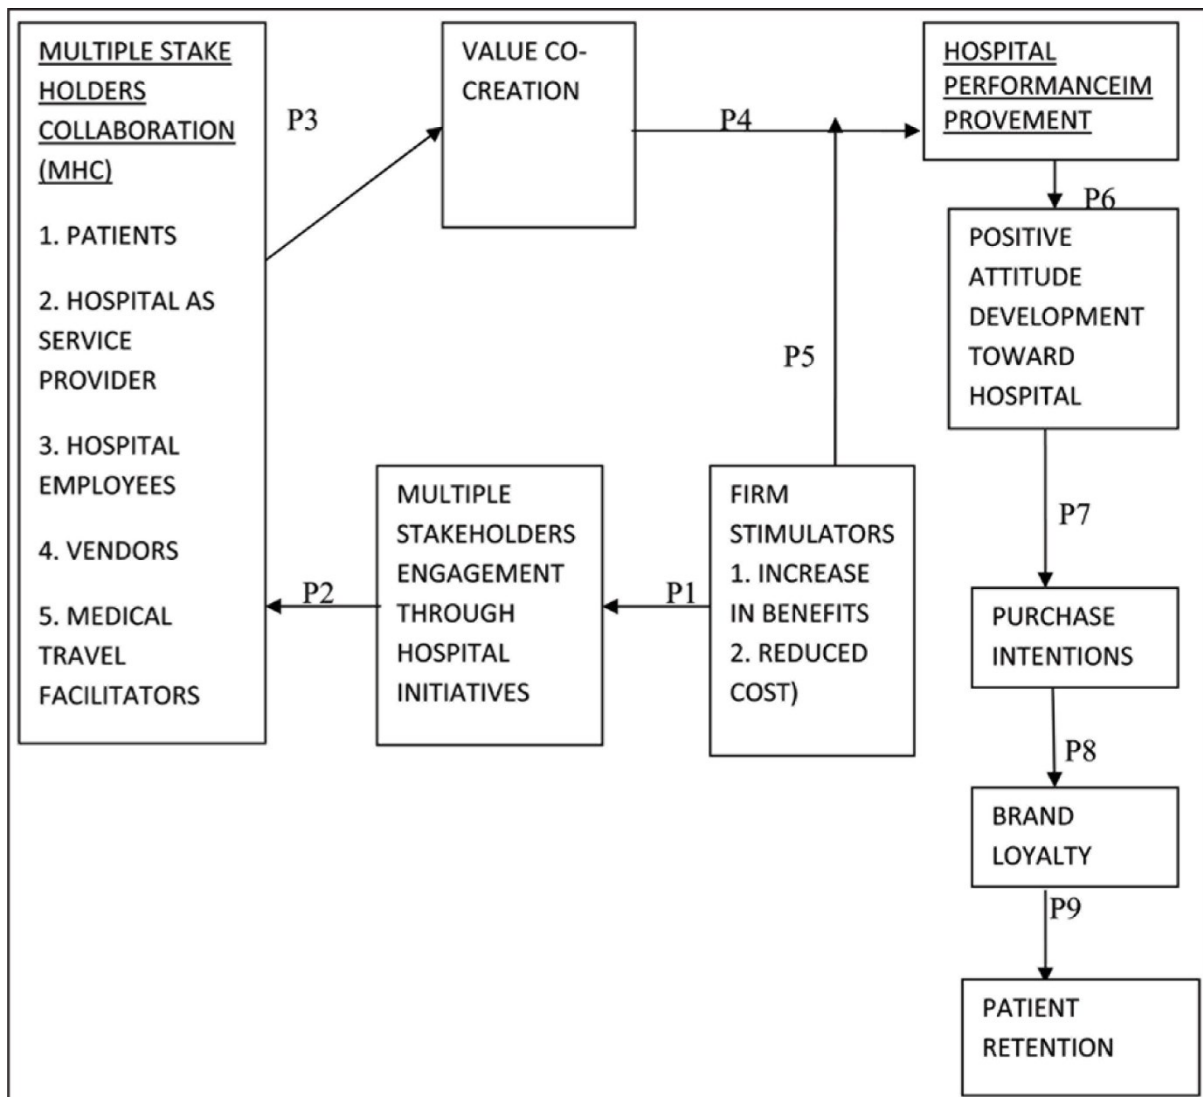 MULTIPLE STAKE
HOLDERS
COLLABORATION
(MHC)
1. PATIENTS
2. HOSPITAL AS
SERVICE
PROVIDER
3. HOSPITAL
EMPLOYEES
4. VENDORS
5. MEDICAL
TRAVEL
FACILITATORS
P3
VALUE CO-
CREATION
P4
HOSPITAL
PERFORMANCEIM
PROVEMENT
P6
POSITIVE
ATTITUDE
DEVELOPMENT
TOWARD
HOSPITAL
P5
P2
MULTIPLE
STAKEHOLDERS
ENGAGEMENT
THROUGH
HOSPITAL
INITIATIVES
P1
FIRM
STIMULATORS
1. INCREASE
IN BENEFITS
2. REDUCED
COST)
P7
PURCHASE
INTENTIONS
P8
BRAND
LOYALTY
P9
PATIENT
RETENTION